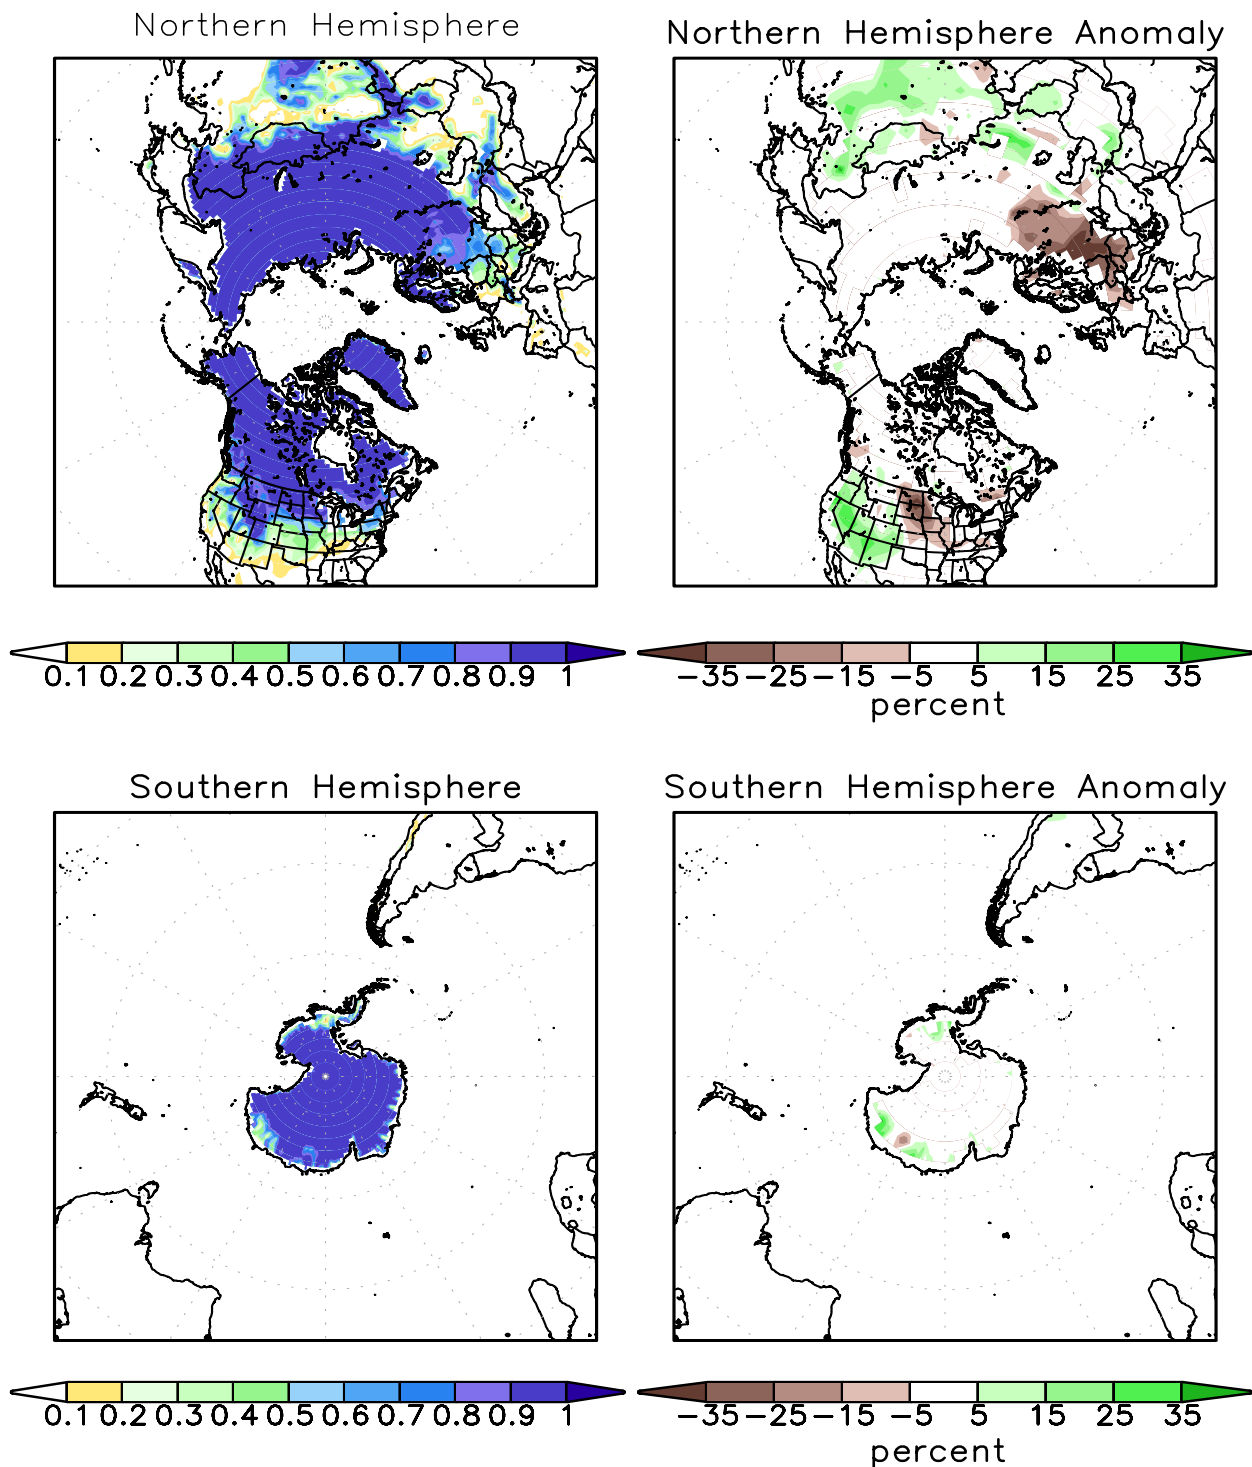 Northern Hemisphere
Northern Hemisphere Anomaly
0.1 0.2 0.3 0.4 0.5 0.6 0.7 0.8 0.9 1
-35 -25 -15 -5 5 15 25 35
percent
Southern Hemisphere
Southern Hemisphere Anomaly
0.1 0.2 0.3 0.4 0.5 0.6 0.7 0.8 0.9 1
-35 -25 -15 -5 5 15 25 35
percent